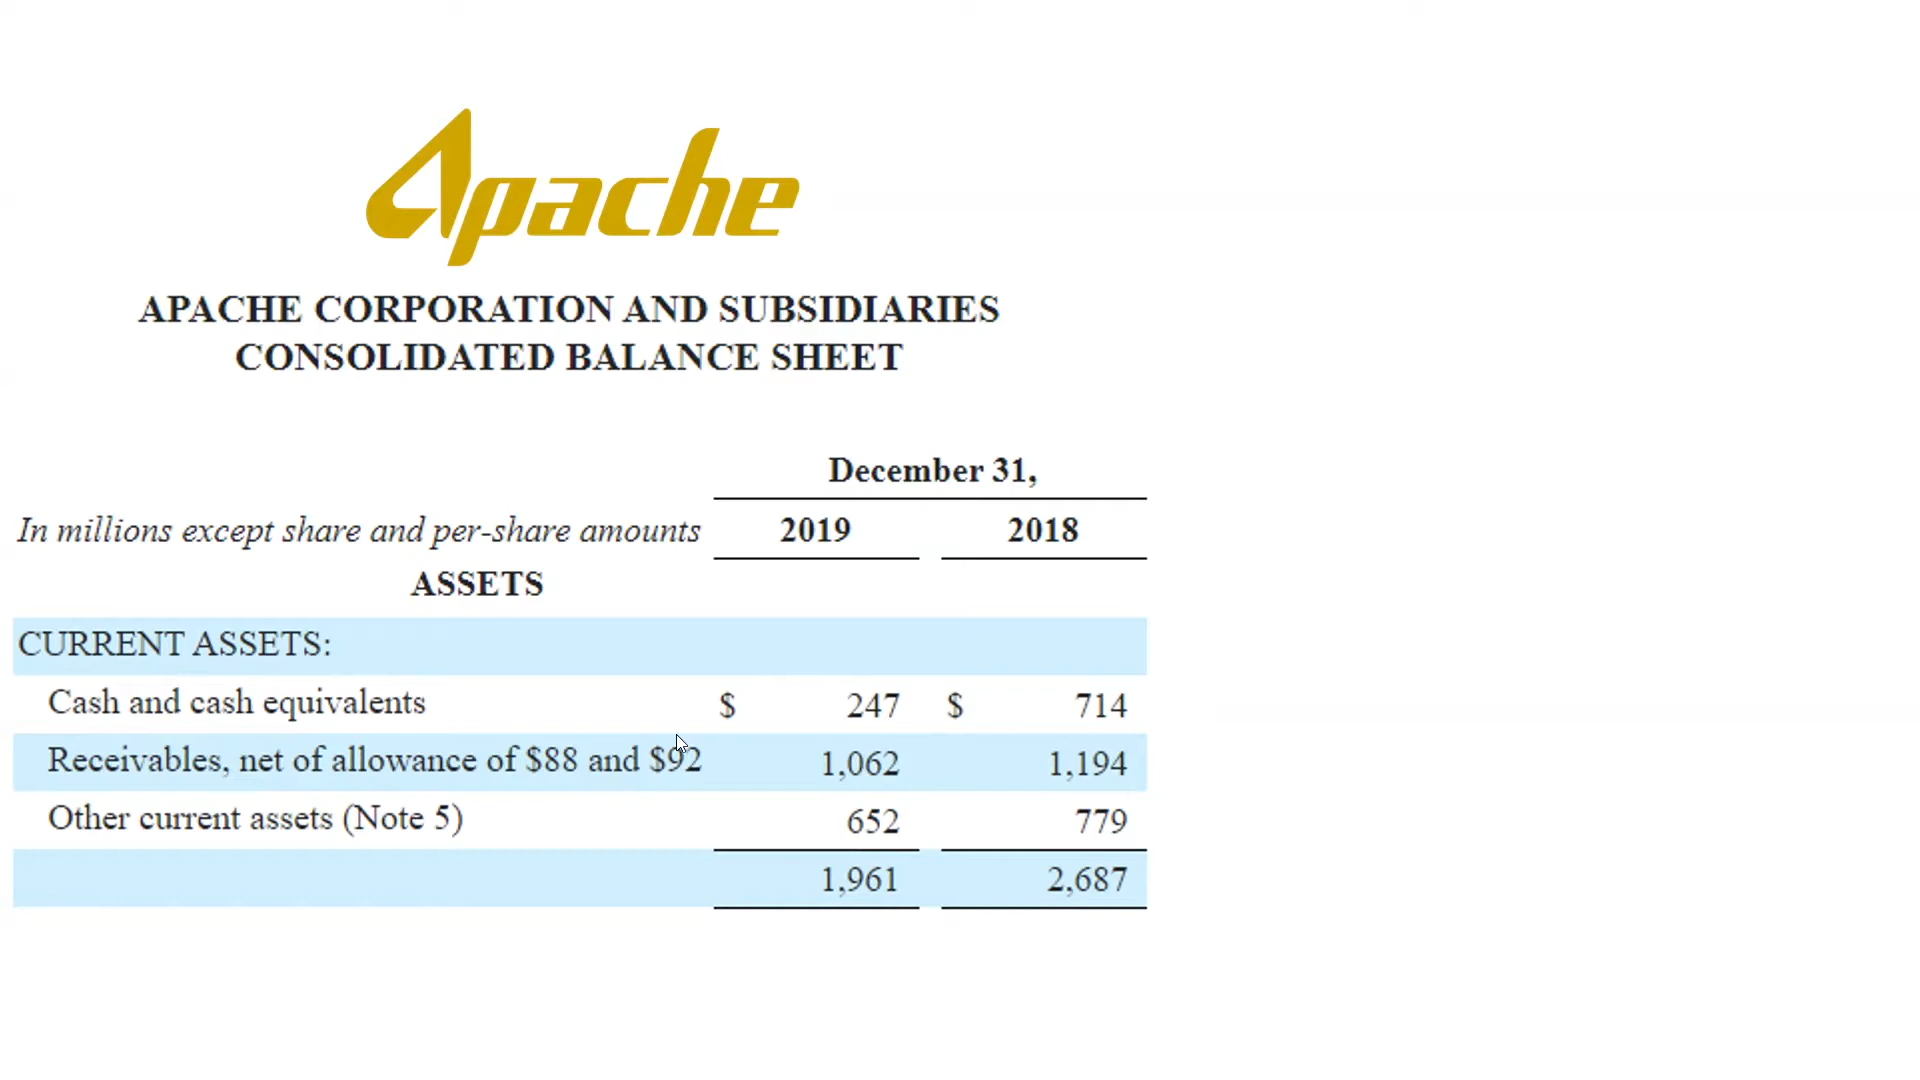 Apache
APACHE CORPORATION AND SUBSIDIARIES
CONSOLIDATED BALANCE SHEET
December 31,
In millions except share and per-share amounts 2019 2018
ASSETS
CURRENT ASSETS:
Cash and cash equivalents $ 247 $ 714
Receivables, net of allowance of $88 and $92 1,062 1,194
Other current assets (Note 5) 652 779
1,961 2,687